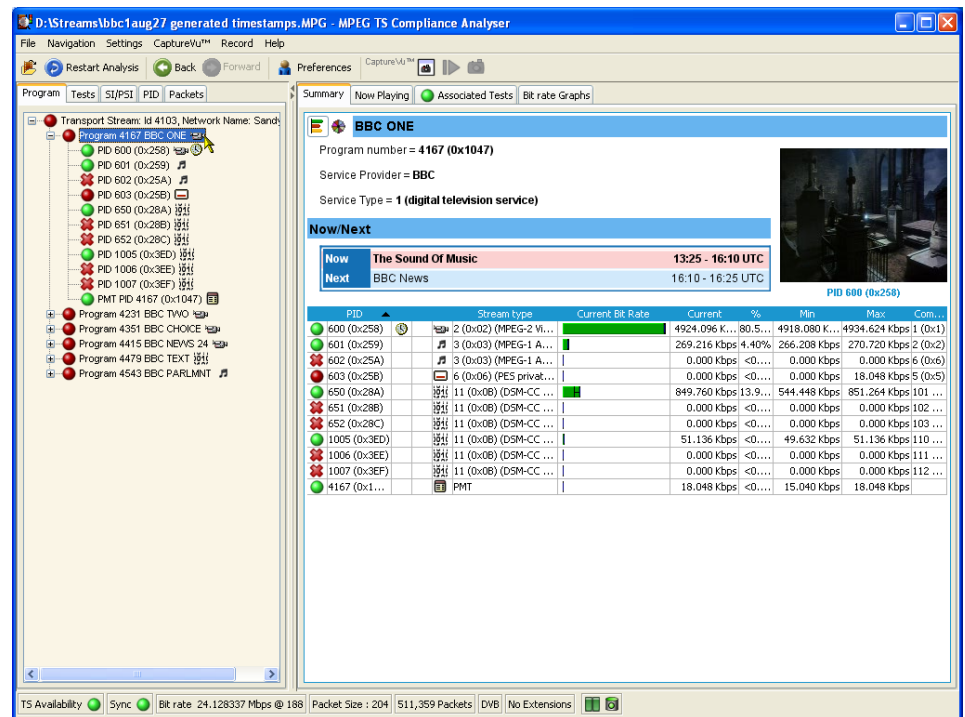 D:\Streams\bbc1aug27 generated timestamps.MPG - MPEG TS Compliance Analyser
File Navigation Settings CaptureVu™ Record Help
Restart Analysis Back Forward Preferences CaptureVu™
Program Tests SI/PSI PID Packets
Summary Now Playing Associated Tests Bit rate Graphs
Transport Stream: Id 4103, Network Name: Sandy
Program 4167 BBC ONE
PID 600 (0x258)
PID 601 (0x259)
PID 602 (0x25A)
PID 603 (0x25B)
PID 650 (0x28A)
PID 651 (0x28B)
PID 652 (0x28C)
PID 1005 (0x3ED)
PID 1006 (0x3EE)
PID 1007 (0x3EF)
PMT PID 4167 (0x1047)
Program 4231 BBC TWO
Program 4351 BBC CHOICE
Program 4415 BBC NEWS 24
Program 4479 BBC TEXT
Program 4543 BBC PARLMNT
BBC ONE
Program number = 4167 (0x1047)
Service Provider = BBC
Service Type = 1 (digital television service)
PID 600 (0x258)
Now/Next
Now The Sound Of Music 13:25 - 16:10 UTC
Next BBC News 16:10 - 16:25 UTC
PID Stream type Current Bit Rate Current % Min Max Com...
600 (0x258) 2 (0x02) (MPEG-2 Vi... 4924.096 K... 80.5... 4918.080 K... 4934.624 Kbps 1 (0x1)
601 (0x259) 3 (0x03) (MPEG-1 A... 269.216 Kbps 4.40% 266.208 Kbps 270.720 Kbps 2 (0x2)
602 (0x25A) 3 (0x03) (MPEG-1 A... 0.000 Kbps <0.... 0.000 Kbps 0.000 Kbps 6 (0x6)
603 (0x25B) 6 (0x06) (PES privat... 0.000 Kbps <0.... 0.000 Kbps 18.048 Kbps 5 (0x5)
650 (0x28A) 11 (0x0B) (DSM-CC ... 849.760 Kbps 13.9... 544.448 Kbps 851.264 Kbps 101 ...
651 (0x28B) 11 (0x0B) (DSM-CC ... 0.000 Kbps <0.... 0.000 Kbps 0.000 Kbps 102 ...
652 (0x28C) 11 (0x0B) (DSM-CC ... 0.000 Kbps <0.... 0.000 Kbps 0.000 Kbps 103 ...
1005 (0x3ED) 11 (0x0B) (DSM-CC ... 51.136 Kbps <0.... 49.632 Kbps 51.136 Kbps 110 ...
1006 (0x3EE) 11 (0x0B) (DSM-CC ... 0.000 Kbps <0.... 0.000 Kbps 0.000 Kbps 111 ...
1007 (0x3EF) 11 (0x0B) (DSM-CC ... 0.000 Kbps <0.... 0.000 Kbps 0.000 Kbps 112 ...
4167 (0x1... PMT 18.048 Kbps <0.... 15.040 Kbps 18.048 Kbps
TS Availability Sync Bit rate 24.128337 Mbps @ 188 Packet Size : 204 511,359 Packets DVB No Extensions